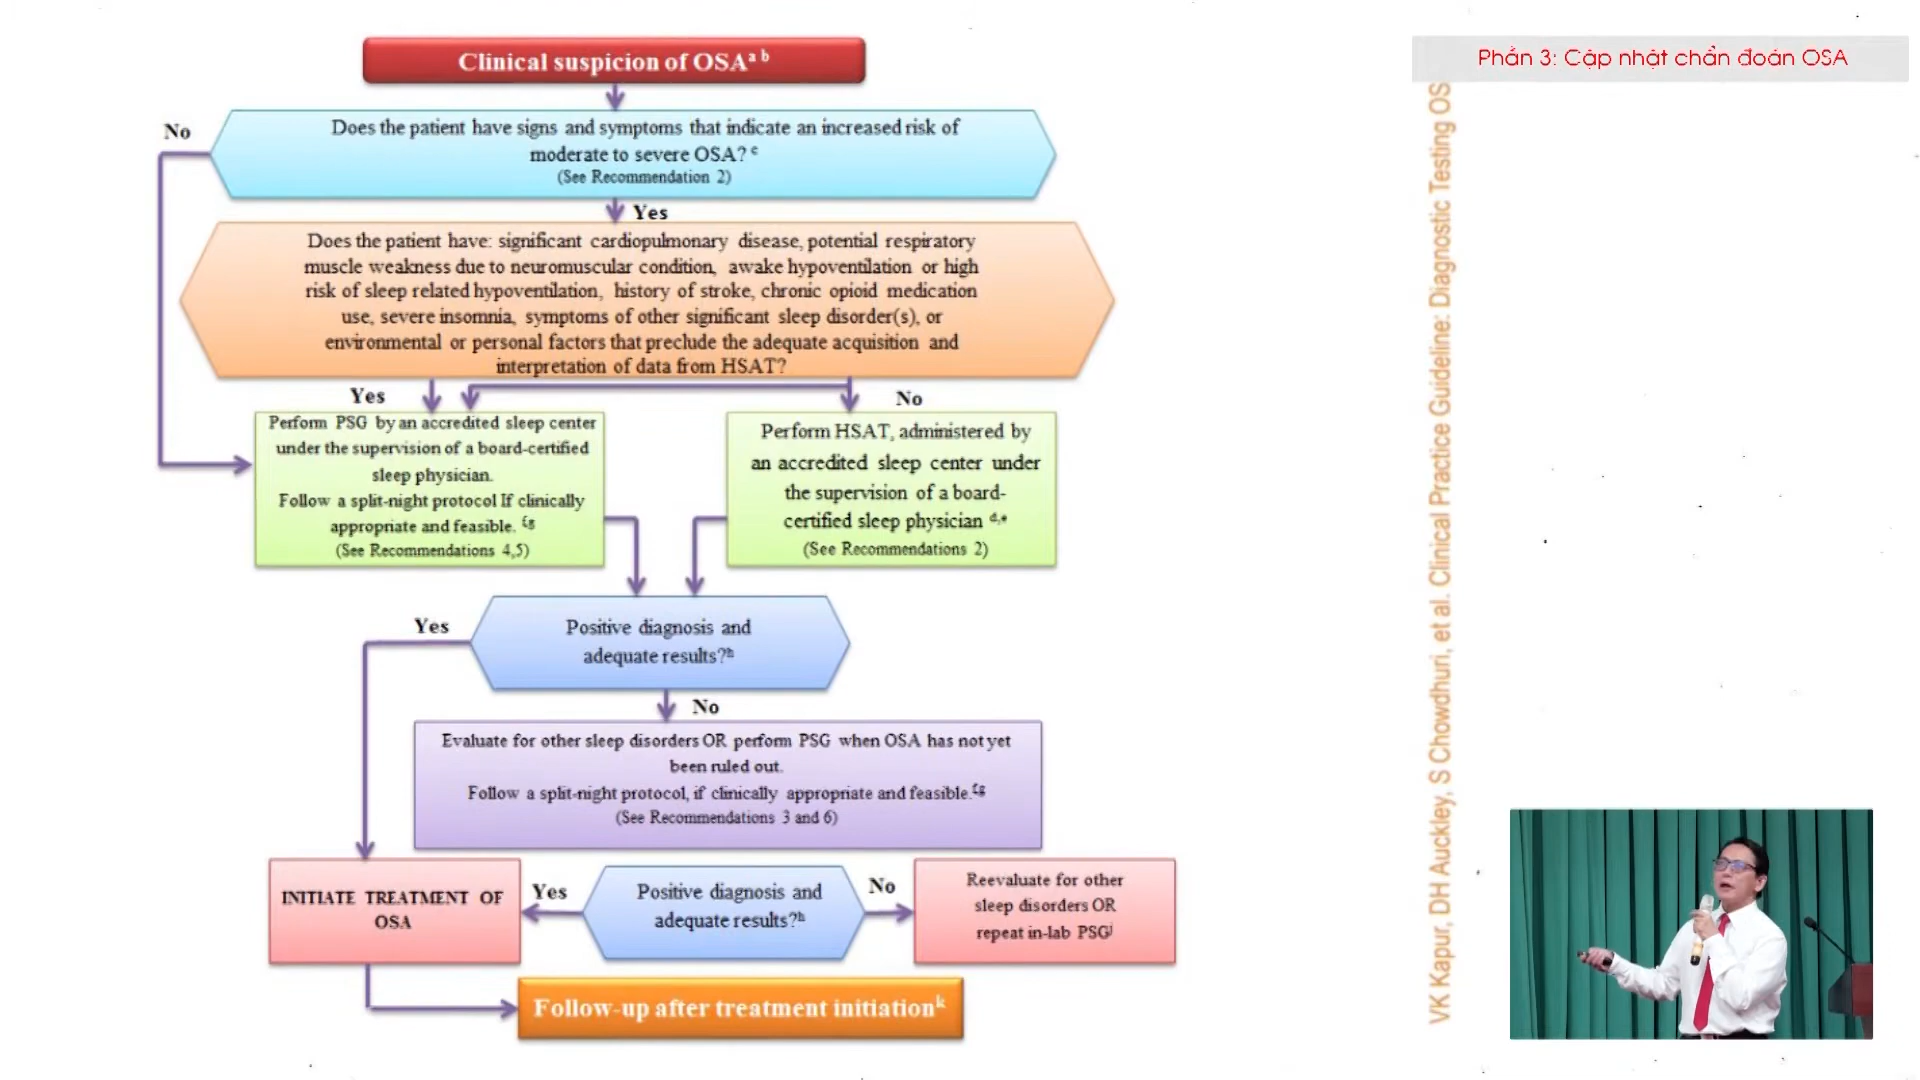 Clinical suspicion of OSAᵃ ᵇ
Phần 3: Cập nhật chẩn đoán OSA
No
Does the patient have signs and symptoms that indicate an increased risk of
moderate to severe OSA? ᶜ
(See Recommendation 2)
Yes
Does the patient have: significant cardiopulmonary disease, potential respiratory
muscle weakness due to neuromuscular condition, awake hypoventilation or high
risk of sleep related hypoventilation, history of stroke, chronic opioid medication
use, severe insomnia, symptoms of other significant sleep disorder(s), or
environmental or personal factors that preclude the adequate acquisition and
interpretation of data from HSAT?
Yes
No
Perform PSG by an accredited sleep center
under the supervision of a board-certified
sleep physician.
Follow a split-night protocol If clinically
appropriate and feasible. ᶠᵍ
(See Recommendations 4,5)
Perform HSAT, administered by
an accredited sleep center under
the supervision of a board-
certified sleep physician ᵈ,ᵉ
(See Recommendations 2)
Yes
Positive diagnosis and
adequate results?ʰ
No
Evaluate for other sleep disorders OR perform PSG when OSA has not yet
been ruled out.
Follow a split-night protocol, if clinically appropriate and feasible.ᶠᵍ
(See Recommendations 3 and 6)
INITIATE TREATMENT OF
OSA
Yes
Positive diagnosis and
adequate results?ʰ
No
Reevaluate for other
sleep disorders OR
repeat in-lab PSGʲ
Follow-up after treatment initiationᵏ
VK Kapur, DH Auckley, S Chowdhuri, et al. Clinical Practice Guideline: Diagnostic Testing OS